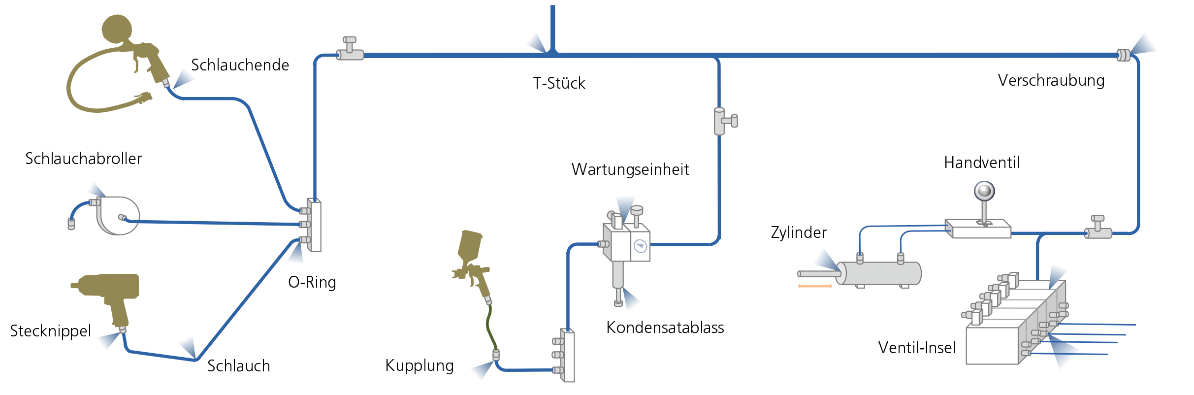 Schlauchende
T-Stück
Verschraubung
Schlauchabroller
Wartungseinheit
Handventil
Zylinder
O-Ring
Stecknippel
Schlauch
Kupplung
Kondensatablass
Ventil-Insel